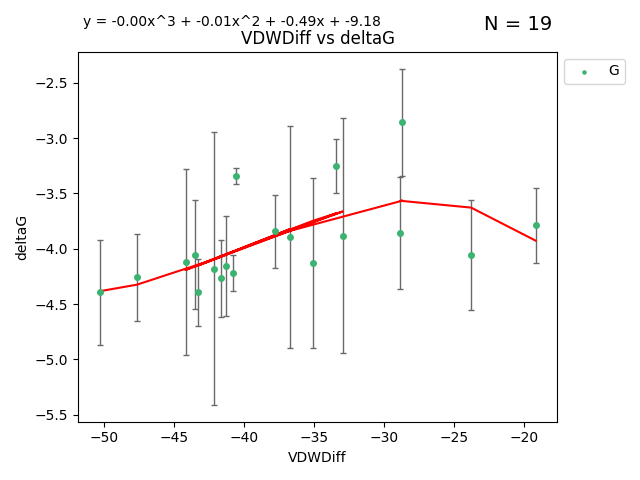 y = -0.00x^3 + -0.01x^2 + -0.49x + -9.18
N = 19
VDWDiff vs deltaG
G
−2.5
−3.0
−3.5
−4.0
−4.5
−5.0
−5.5
deltaG
−50
−45
−40
−35
−30
−25
−20
VDWDiff